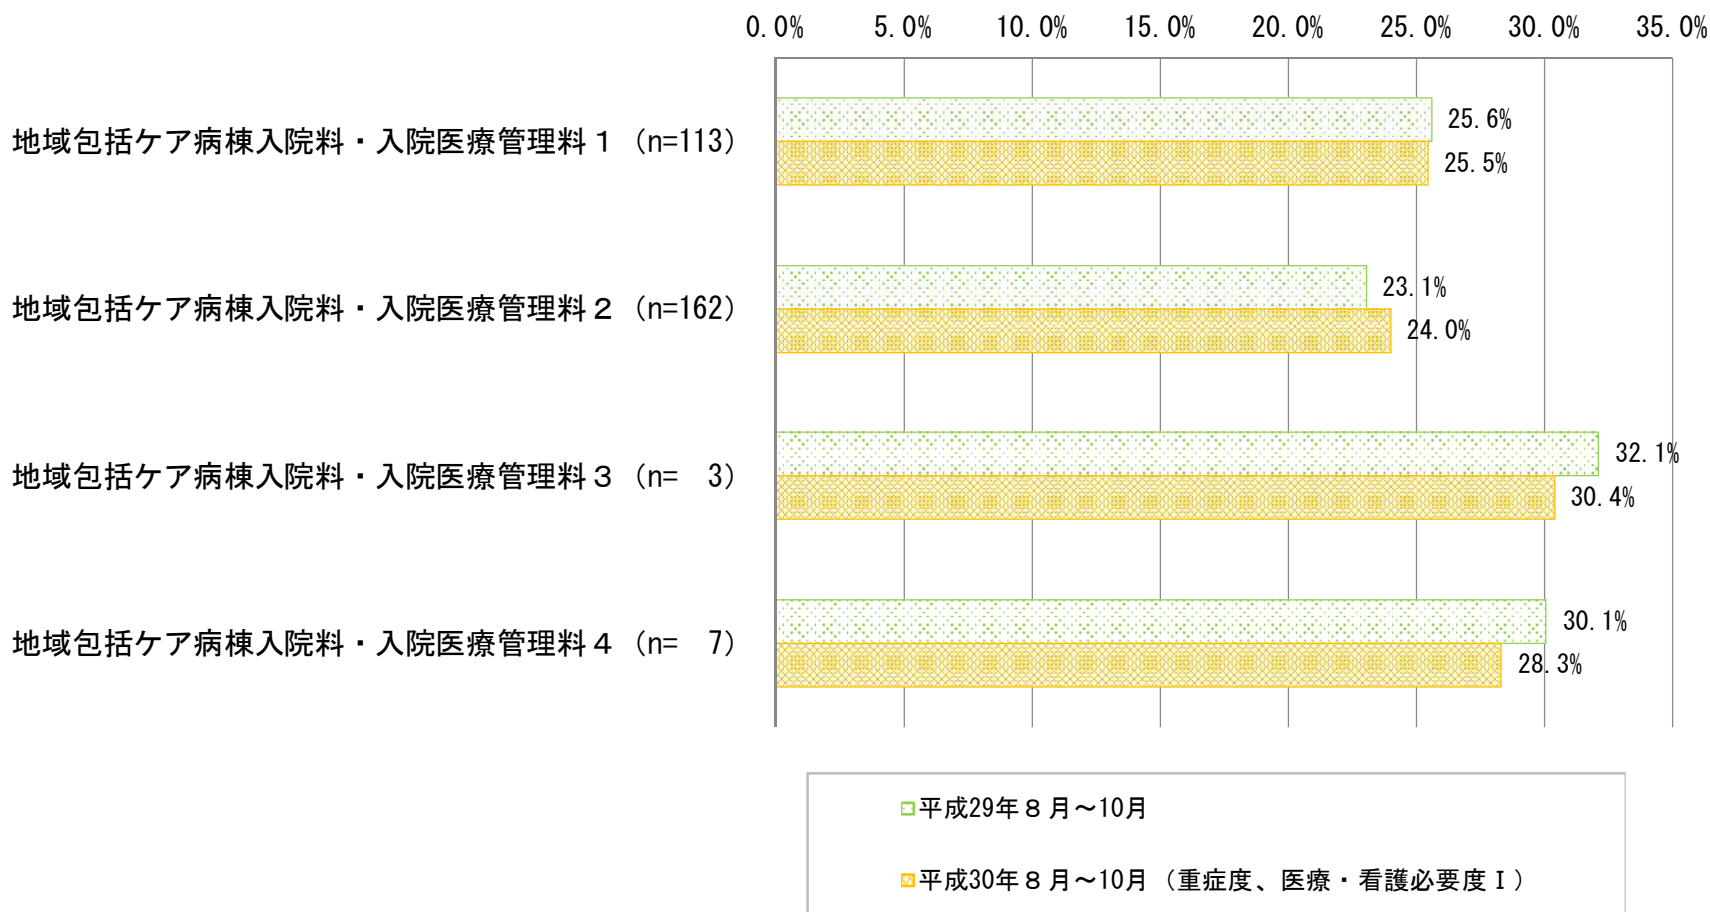 0.0% 5.0% 10.0% 15.0% 20.0% 25.0% 30.0% 35.0%
地域包括ケア病棟入院料・入院医療管理料１（n=113）
25.6%
25.5%
地域包括ケア病棟入院料・入院医療管理料２（n=162）
23.1%
24.0%
地域包括ケア病棟入院料・入院医療管理料３（n=　3）
32.1%
30.4%
地域包括ケア病棟入院料・入院医療管理料４（n=　7）
30.1%
28.3%
平成29年８月～10月
平成30年８月～10月（重症度、医療・看護必要度Ⅰ）